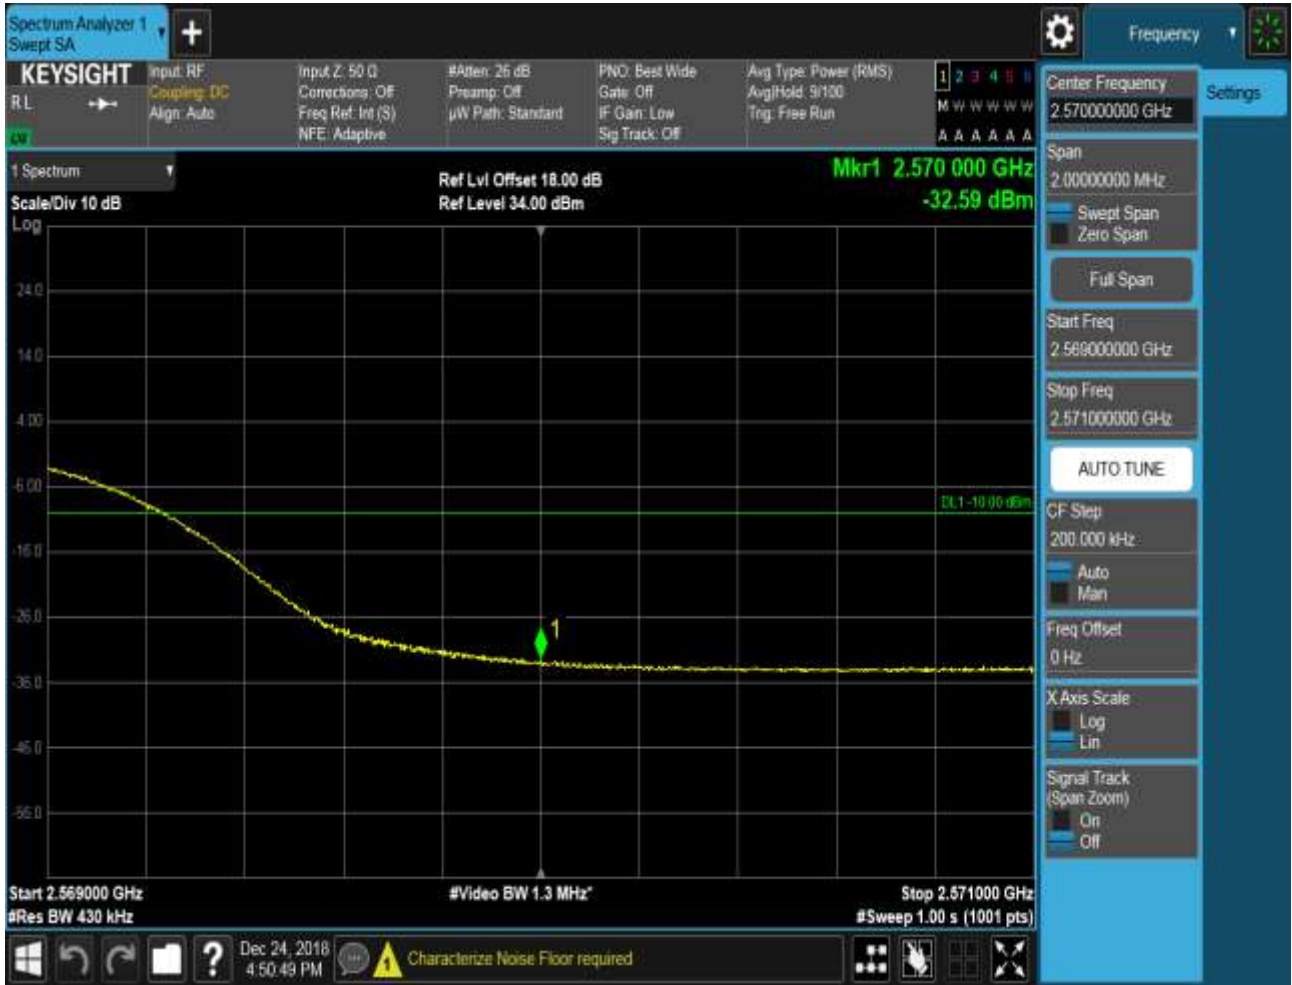 Spectrum Analyzer 1
Swept SA
+
Frequency
KEYSIGHT
RL
LW
Input: RF
Coupling: DC
Align: Auto
Input Z: 50 Ω
Corrections: Off
Freq Ref: Int (S)
NFE: Adaptive
#Atten: 26 dB
Preamp: Off
µW Path: Standard
PNO: Best Wide
Gate: Off
IF Gain: Low
Sig Track: Off
Avg Type: Power (RMS)
Avg|Hold: 9/100
Trig: Free Run
1 2 3 4 5 6
M W W W W W
A A A A A A
1 Spectrum
Scale/Div 10 dB
Log
Ref Lvl Offset 18.00 dB
Ref Level 34.00 dBm
Mkr1 2.570 000 GHz
-32.59 dBm
24.0
14.0
4.00
-6.00
-16.0
-26.0
-36.0
-46.0
-56.0
DL1 -10.00 dBm
1
Start 2.569000 GHz
#Res BW 430 kHz
#Video BW 1.3 MHz*
Stop 2.571000 GHz
#Sweep 1.00 s (1001 pts)
Dec 24, 2018
4:50:49 PM
?
1
Characterize Noise Floor required
Center Frequency
2.570000000 GHz
Settings
Span
2.00000000 MHz
Swept Span
Zero Span
Full Span
Start Freq
2.569000000 GHz
Stop Freq
2.571000000 GHz
AUTO TUNE
CF Step
200.000 kHz
Auto
Man
Freq Offset
0 Hz
X Axis Scale
Log
Lin
Signal Track
(Span Zoom)
On
Off